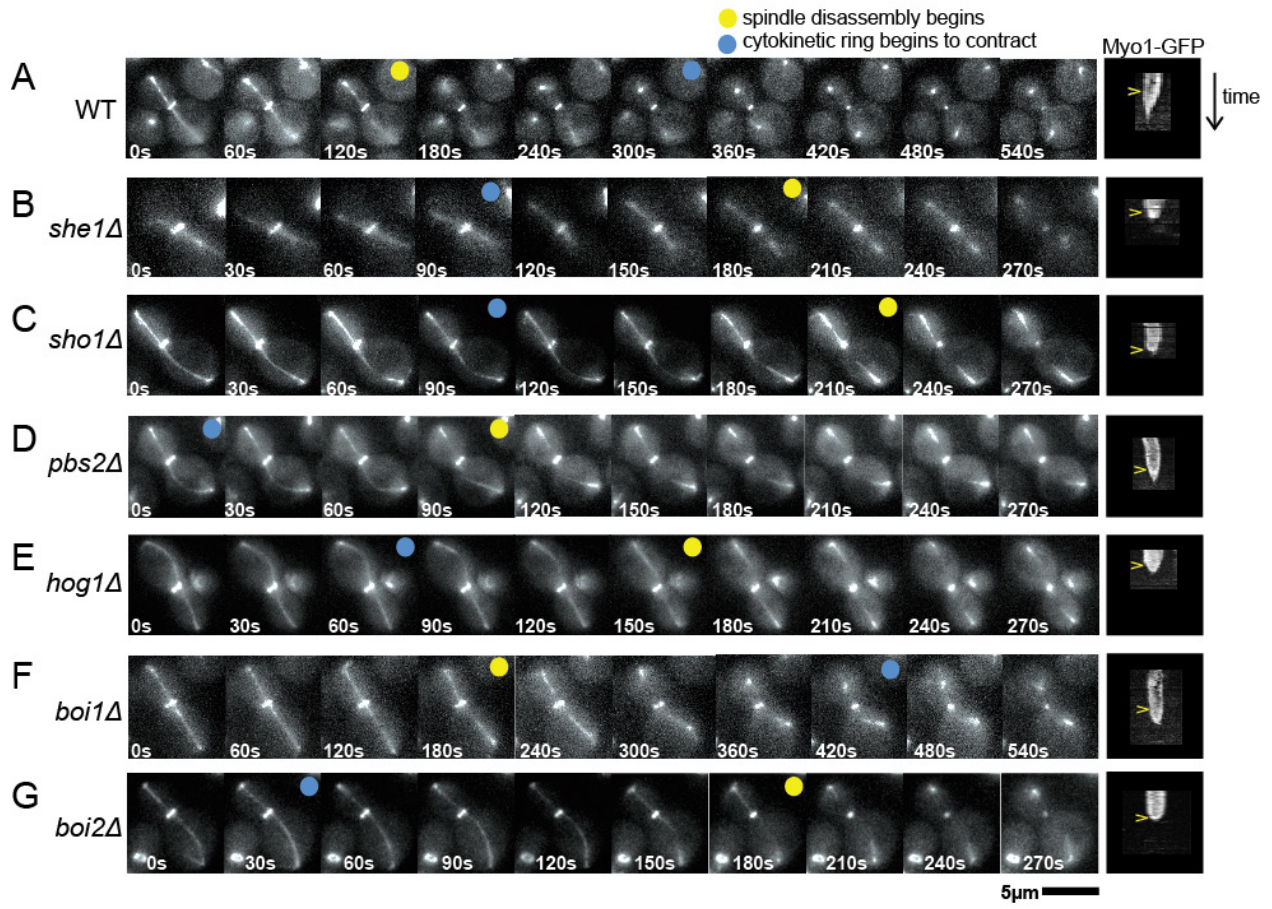 spindle disassembly begins
cytokinetic ring begins to contract
Myo1-GFP
A
WT
0s 60s 120s 180s 240s 300s 360s 420s 480s 540s
> time
B
she1Δ
0s 30s 60s 90s 120s 150s 180s 210s 240s 270s
>
C
sho1Δ
0s 30s 60s 90s 120s 150s 180s 210s 240s 270s
>
D
pbs2Δ
0s 30s 60s 90s 120s 150s 180s 210s 240s 270s
>
E
hog1Δ
0s 30s 60s 90s 120s 150s 180s 210s 240s 270s
>
F
boi1Δ
0s 60s 120s 180s 240s 300s 360s 420s 480s 540s
>
G
boi2Δ
0s 30s 60s 90s 120s 150s 180s 210s 240s 270s
>
5µm